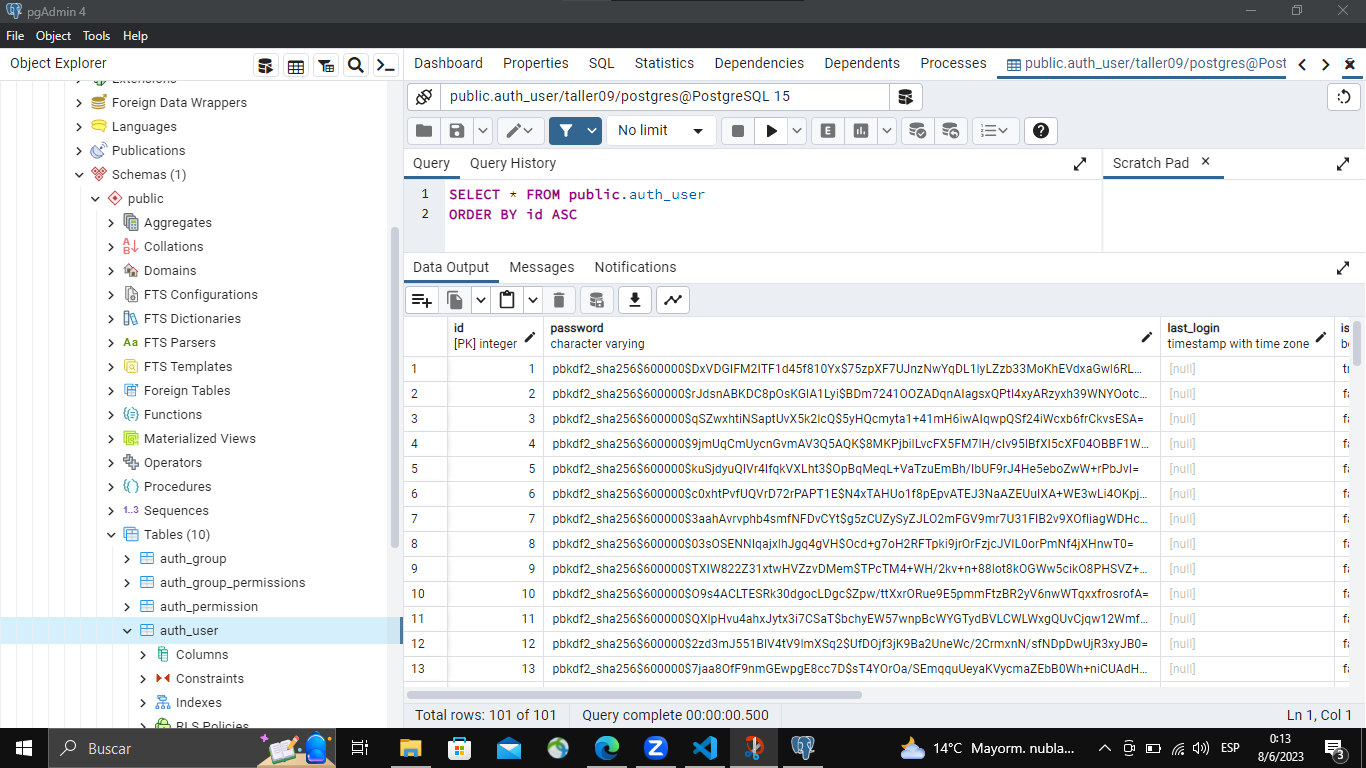 pgAdmin 4
File Object Tools Help
Object Explorer
Dashboard Properties SQL Statistics Dependencies Dependents Processes public.auth_user/taller09/postgres@Post
Extensions
Foreign Data Wrappers
Languages
Publications
Schemas (1)
public
Aggregates
Collations
Domains
FTS Configurations
FTS Dictionaries
Aa FTS Parsers
FTS Templates
Foreign Tables
Functions
Materialized Views
Operators
Procedures
1..3 Sequences
Tables (10)
auth_group
auth_group_permissions
auth_permission
auth_user
Columns
Constraints
Indexes
RLS Policies
public.auth_user/taller09/postgres@PostgreSQL 15
No limit
E
Query Query History
Scratch Pad
1 SELECT * FROM public.auth_user
2 ORDER BY id ASC
Data Output Messages Notifications
id password last_login is
[PK] integer character varying timestamp with time zone bo
1 1 pbkdf2_sha256$600000$DxVDGIFM2ITF1d45f810Yx$75zpXF7UJnzNwYqDL1lyLZzb33MoKhEVdxaGwI6RL... [null] tr
2 2 pbkdf2_sha256$600000$rJdsnABKDC8pOsKGIA1Lyi$BDm7241OOZADqnAIagsxQPtI4xyARzyxh39WNYOotc... [null] fa
3 3 pbkdf2_sha256$600000$qSZwxhtiNSaptUvX5k2IcQ$5yHQcmyta1+41mH6iwAIqwpQSf24iWcxb6frCkvsESA= [null] fa
4 4 pbkdf2_sha256$600000$9jmUqCmUycnGvmAV3Q5AQK$8MKPjbiILvcFX5FM7IH/cIv95IBfXI5cXF04OBBF1W... [null] fa
5 5 pbkdf2_sha256$600000$kuSjdyuQIVr4IfqkVXLht3$OpBqMeqL+VaTzuEmBh/IbUF9rJ4He5eboZwW+rPbJvI= [null] fa
6 6 pbkdf2_sha256$600000$c0xhtPvfUQVrD72rPAPT1E$N4xTAHUo1f8pEpvATEJ3NaAZEUuIXA+WE3wLi4OKpj... [null] fa
7 7 pbkdf2_sha256$600000$3aahAvrvphb4smfNFDvCYt$g5zCUZySyZJLO2mFGV9mr7U31FIB2v9XOfIiagWDHc... [null] fa
8 8 pbkdf2_sha256$600000$03sOSENNIqajxIhJgq4gVH$Ocd+g7oH2RFTpki9jrOrFzjcJVIL0orPmNf4jXHnwT0= [null] fa
9 9 pbkdf2_sha256$600000$TXIW822Z31xtwHVZzvDMem$TPcTM4+WH/2kv+n+88Iot8kOGWw5cikO8PHSVZ+... [null] fa
10 10 pbkdf2_sha256$600000$O9s4ACLTESRk30dgocLDgc$Zpw/ttXxrORue9E5pmmFtzBR2yV6nwWTqxxfrosrofA= [null] fa
11 11 pbkdf2_sha256$600000$QXIpHvu4ahxJytx3i7CSaT$bchyEW57wnpBcWYGTydBVLCWLWxgQUvCjqw12Wmf... [null] fa
12 12 pbkdf2_sha256$600000$2zd3mJ551BIV4tV9ImXSq2$UfDOjf3jK9Ba2UneWc/2CrmxnN/sfNDpDwUjR3xyJB0= [null] fa
13 13 pbkdf2_sha256$600000$7jaa8OfF9nmGEwpgE8cc7D$sT4YOrOa/SEmqquUeyaKVycmaZEbB0Wh+niCUAdH... [null] fa
Total rows: 101 of 101 Query complete 00:00:00.500 Ln 1, Col 1
Buscar
14°C Mayorm. nubla...
ESP
0:13
8/6/2023
3